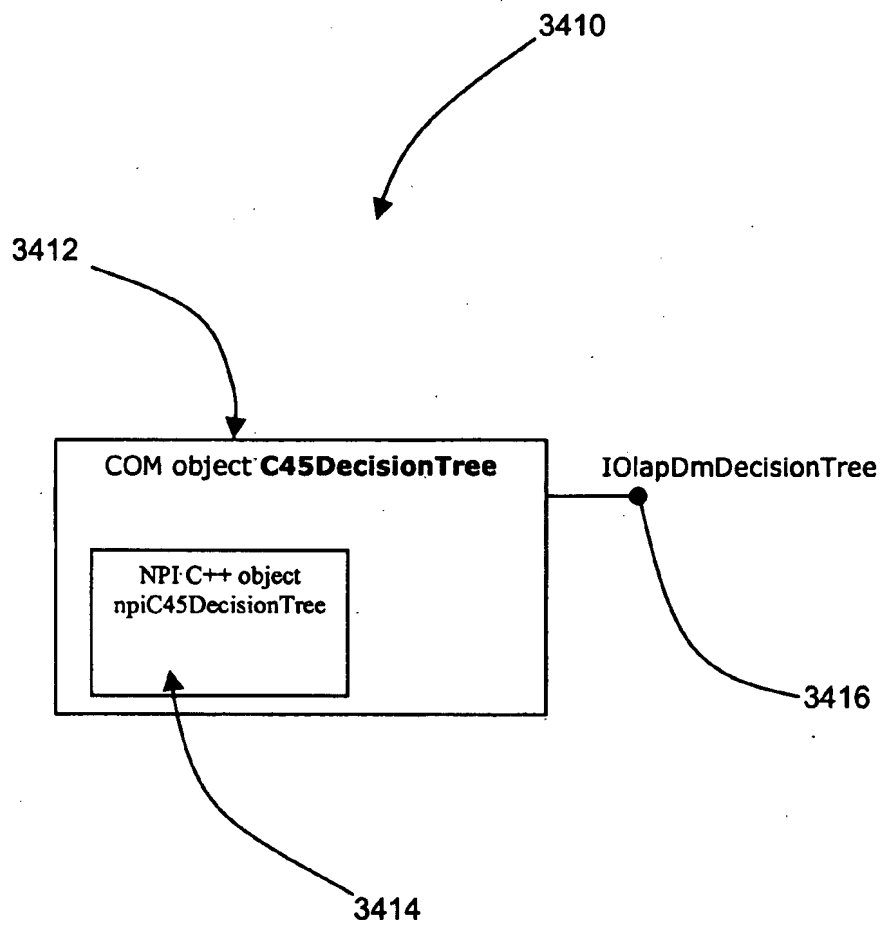 3410
3412
COM object C45DecisionTree
IOlapDmDecisionTree
NPI C++ object
npiC45DecisionTree
3416
3414